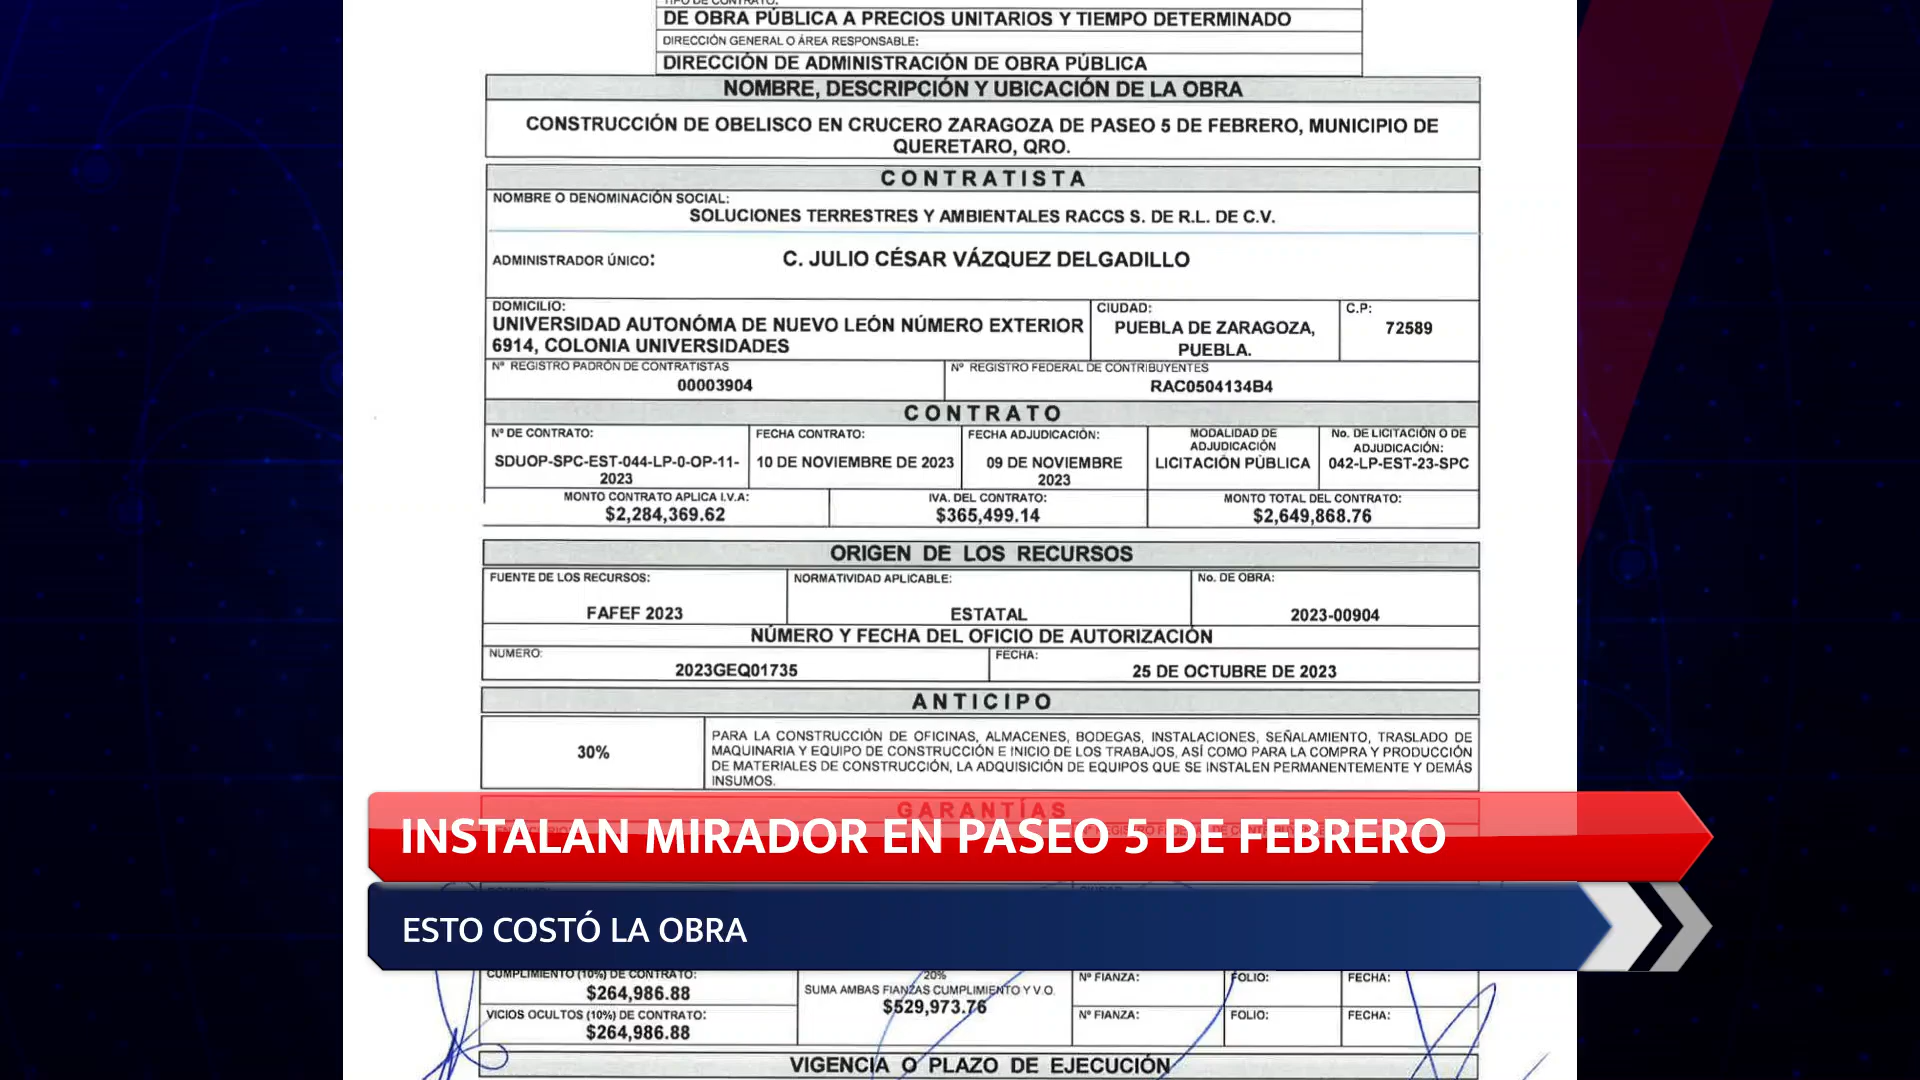 TIPO DE CONTRATO:
DE OBRA PÚBLICA A PRECIOS UNITARIOS Y TIEMPO DETERMINADO
DIRECCIÓN GENERAL O ÁREA RESPONSABLE:
DIRECCIÓN DE ADMINISTRACIÓN DE OBRA PÚBLICA
NOMBRE, DESCRIPCIÓN Y UBICACIÓN DE LA OBRA
CONSTRUCCIÓN DE OBELISCO EN CRUCERO ZARAGOZA DE PASEO 5 DE FEBRERO, MUNICIPIO DE
QUERETARO, QRO.
CONTRATISTA
NOMBRE O DENOMINACIÓN SOCIAL:
SOLUCIONES TERRESTRES Y AMBIENTALES RACCS S. DE R.L. DE C.V.
ADMINISTRADOR ÚNICO: C. JULIO CÉSAR VÁZQUEZ DELGADILLO
DOMICILIO:
UNIVERSIDAD AUTONÓMA DE NUEVO LEÓN NÚMERO EXTERIOR
6914, COLONIA UNIVERSIDADES
CIUDAD:
PUEBLA DE ZARAGOZA,
PUEBLA.
C.P:
72589
Nº REGISTRO PADRÓN DE CONTRATISTAS
00003904
Nº REGISTRO FEDERAL DE CONTRIBUYENTES
RAC0504134B4
CONTRATO
Nº DE CONTRATO:
SDUOP-SPC-EST-044-LP-0-OP-11-
2023
FECHA CONTRATO:
10 DE NOVIEMBRE DE 2023
FECHA ADJUDICACIÓN:
09 DE NOVIEMBRE
2023
MODALIDAD DE
ADJUDICACIÓN
LICITACIÓN PÚBLICA
No. DE LICITACIÓN O DE
ADJUDICACIÓN:
042-LP-EST-23-SPC
MONTO CONTRATO APLICA I.V.A:
$2,284,369.62
IVA. DEL CONTRATO:
$365,499.14
MONTO TOTAL DEL CONTRATO:
$2,649,868.76
ORIGEN DE LOS RECURSOS
FUENTE DE LOS RECURSOS:
FAFEF 2023
NORMATIVIDAD APLICABLE:
ESTATAL
No. DE OBRA:
2023-00904
NÚMERO Y FECHA DEL OFICIO DE AUTORIZACIÓN
NUMERO:
2023GEQ01735
FECHA:
25 DE OCTUBRE DE 2023
ANTICIPO
30%
PARA LA CONSTRUCCIÓN DE OFICINAS, ALMACENES, BODEGAS, INSTALACIONES, SEÑALAMIENTO, TRASLADO DE
MAQUINARIA Y EQUIPO DE CONSTRUCCIÓN E INICIO DE LOS TRABAJOS, ASÍ COMO PARA LA COMPRA Y PRODUCCIÓN
DE MATERIALES DE CONSTRUCCIÓN, LA ADQUISICIÓN DE EQUIPOS QUE SE INSTALEN PERMANENTEMENTE Y DEMÁS
INSUMOS.
GARANTÍAS
INSTALAN MIRADOR EN PASEO 5 DE FEBRERO
ESTO COSTÓ LA OBRA
CUMPLIMIENTO (10%) DE CONTRATO:
$264,986.88
VICIOS OCULTOS (10%) DE CONTRATO:
$264,986.88
20%
SUMA AMBAS FIANZAS CUMPLIMIENTO Y V.O.
$529,973.76
Nº FIANZA:
FOLIO:
FECHA:
Nº FIANZA:
FOLIO:
FECHA:
VIGENCIA O PLAZO DE EJECUCIÓN